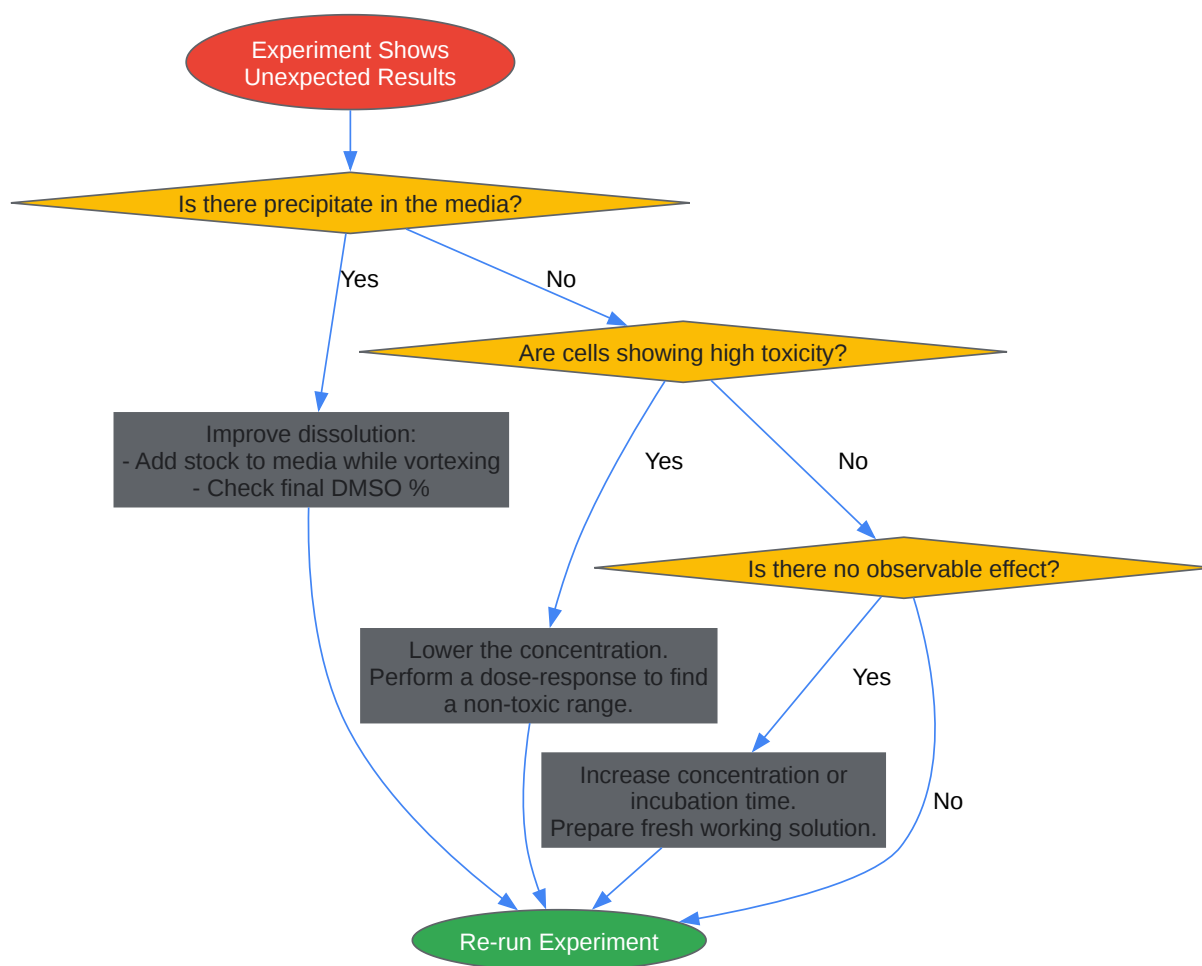 Experiment Shows
Unexpected Results
Is there precipitate in the media?
Yes
No
Are cells showing high toxicity?
Improve dissolution:
- Add stock to media while vortexing
- Check final DMSO %
Yes
No
Is there no observable effect?
Lower the concentration.
Perform a dose-response to find
a non-toxic range.
Yes
No
Increase concentration or
incubation time.
Prepare fresh working solution.
Re-run Experiment